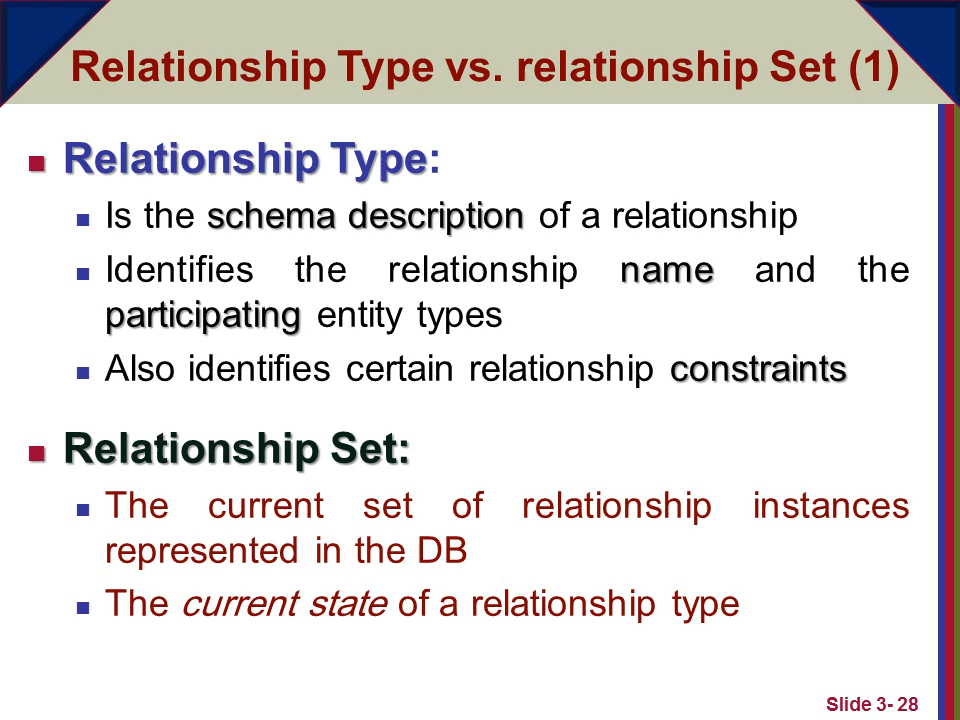 Relationship Type vs. relationship Set (1)
Relationship Type:
Is the schema description of a relationship
Identifies the relationship name and the
participating entity types
Also identifies certain relationship constraints
Relationship Set:
The current set of relationship instances
represented in the DB
The current state of a relationship type
Slide 3- 28